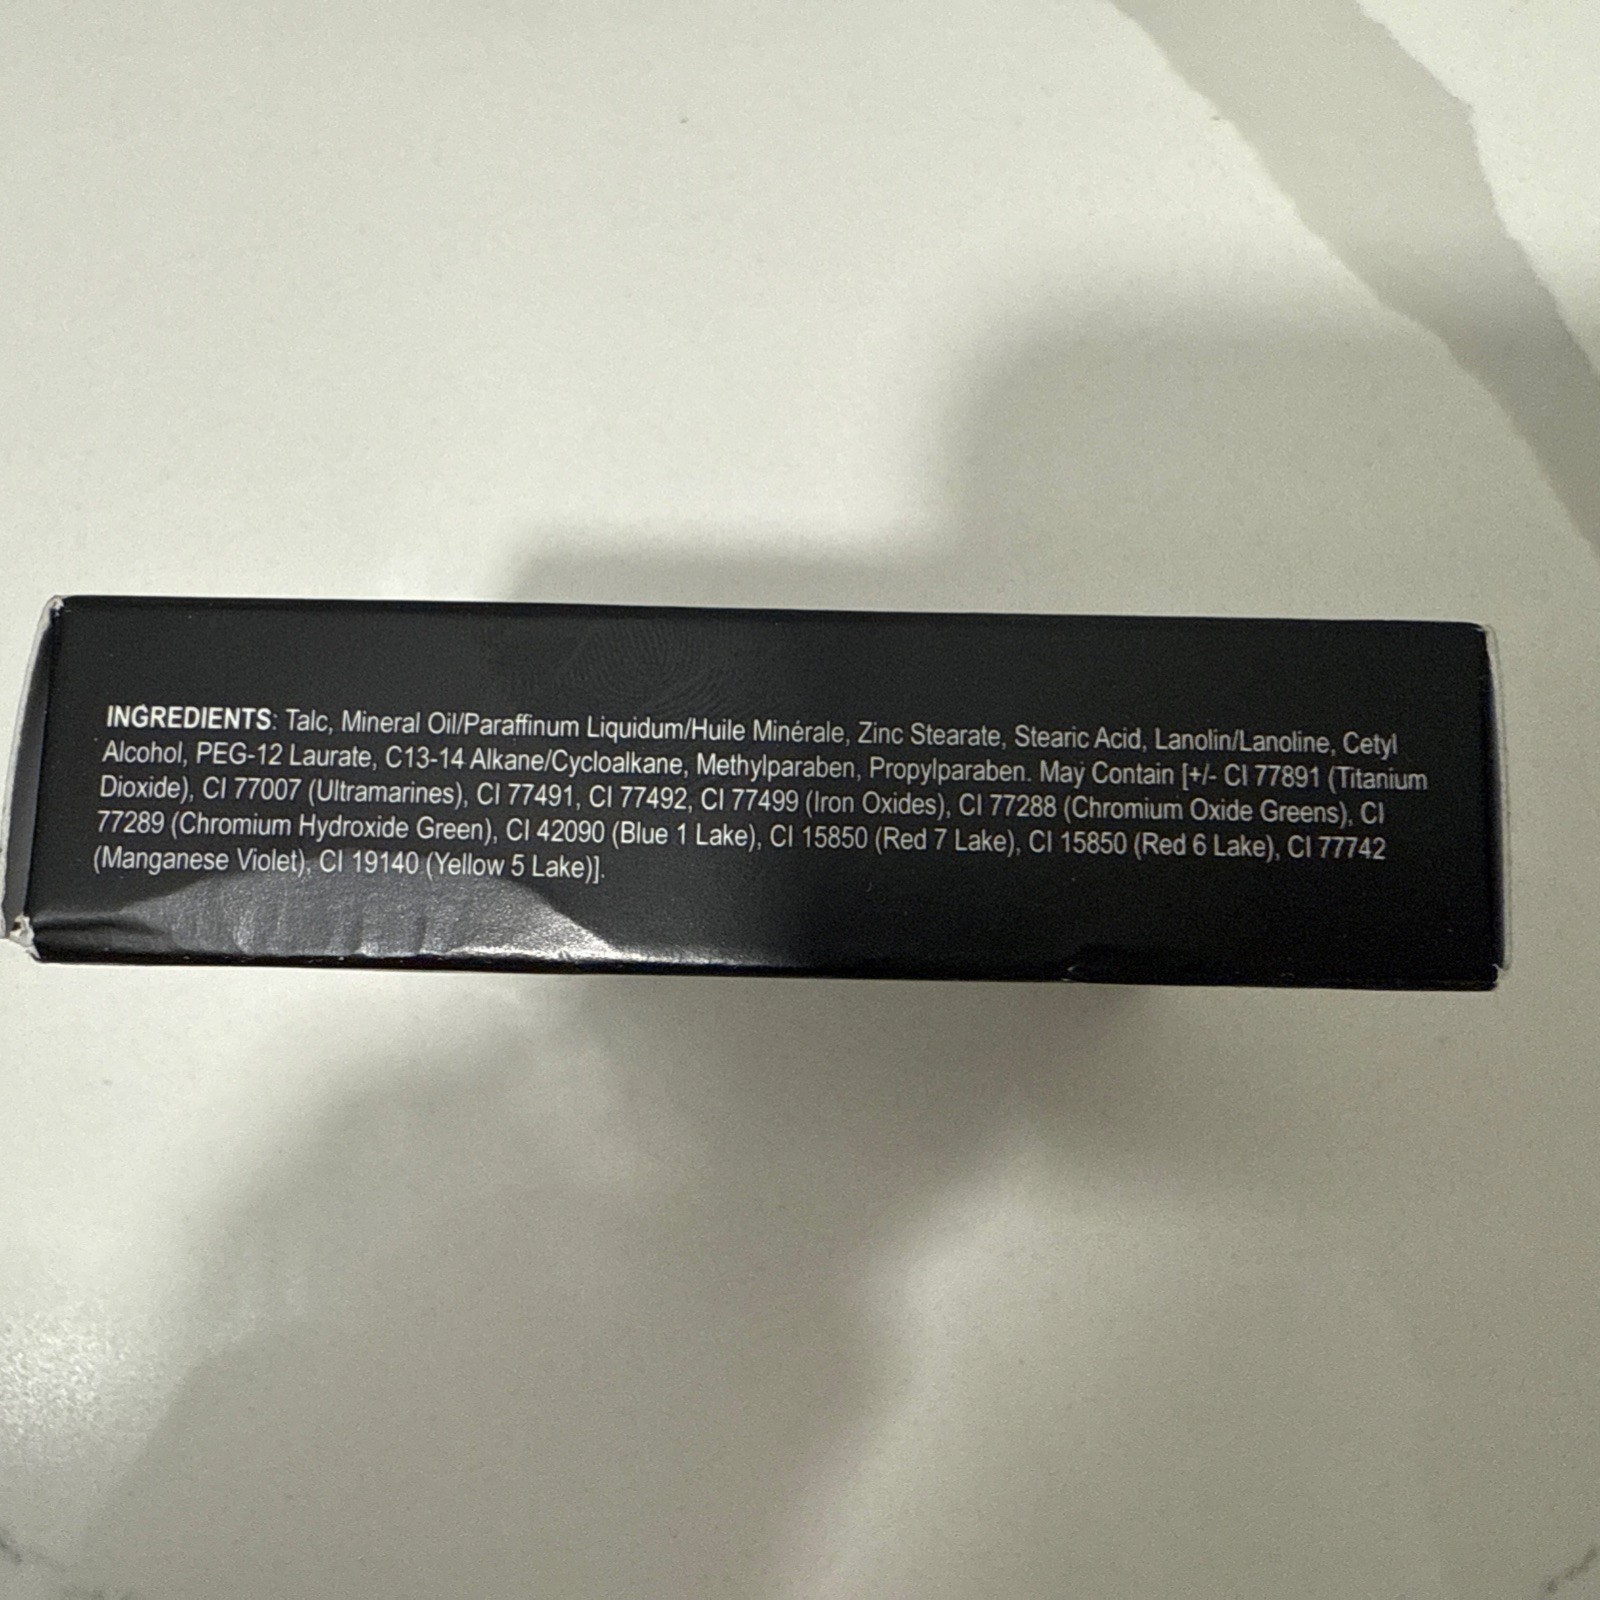 INGREDIENTS: Talc, Mineral Oil/Paraffinum Liquidum/Huile Minérale, Zinc Stearate, Stearic Acid, Lanolin/Lanoline, Cetyl
Alcohol, PEG-12 Laurate, C13-14 Alkane/Cycloalkane, Methylparaben, Propylparaben. May Contain [+/- CI 77891 (Titanium
Dioxide), CI 77007 (Ultramarines), CI 77491, CI 77492, CI 77499 (Iron Oxides), CI 77288 (Chromium Oxide Greens), CI
77289 (Chromium Hydroxide Green), CI 42090 (Blue 1 Lake), CI 15850 (Red 7 Lake), CI 15850 (Red 6 Lake), CI 77742
(Manganese Violet), CI 19140 (Yellow 5 Lake)].